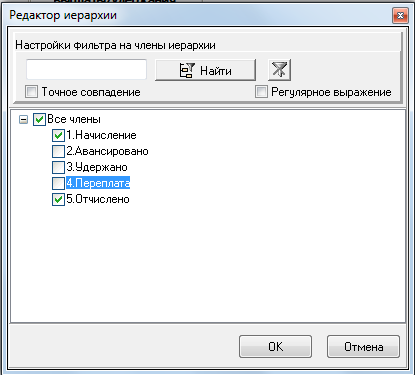 Редактор иерархии
Настройки фильтра на члены иерархии
Найти
Точное совпадение
Регулярное выражение
Все члены
1.Начисление
2.Авансировано
3.Удержано
4.Переплата
5.Отчислено
OK
Отмена